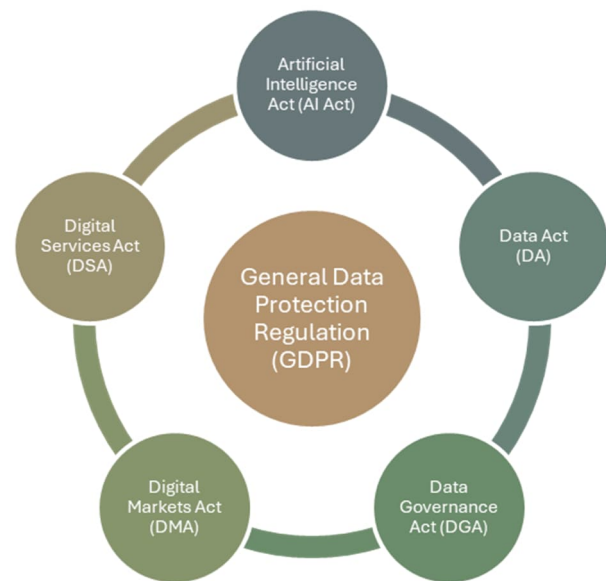 Artificial
Intelligence
Act (AI Act)
Digital
Services Act
(DSA)
Data Act
(DA)
General Data
Protection
Regulation
(GDPR)
Digital
Markets Act
(DMA)
Data
Governance
Act (DGA)